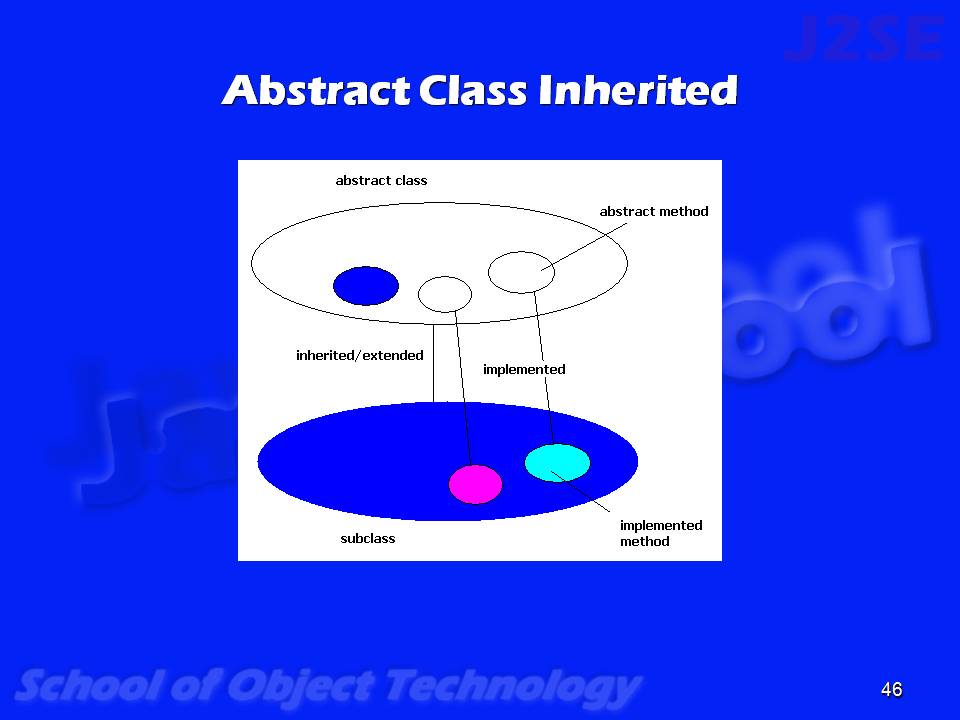 J2SE
Abstract Class Inherited
abstract class
abstract method
inherited/extended
implemented
implemented
method
subclass
School of Object Technology
46